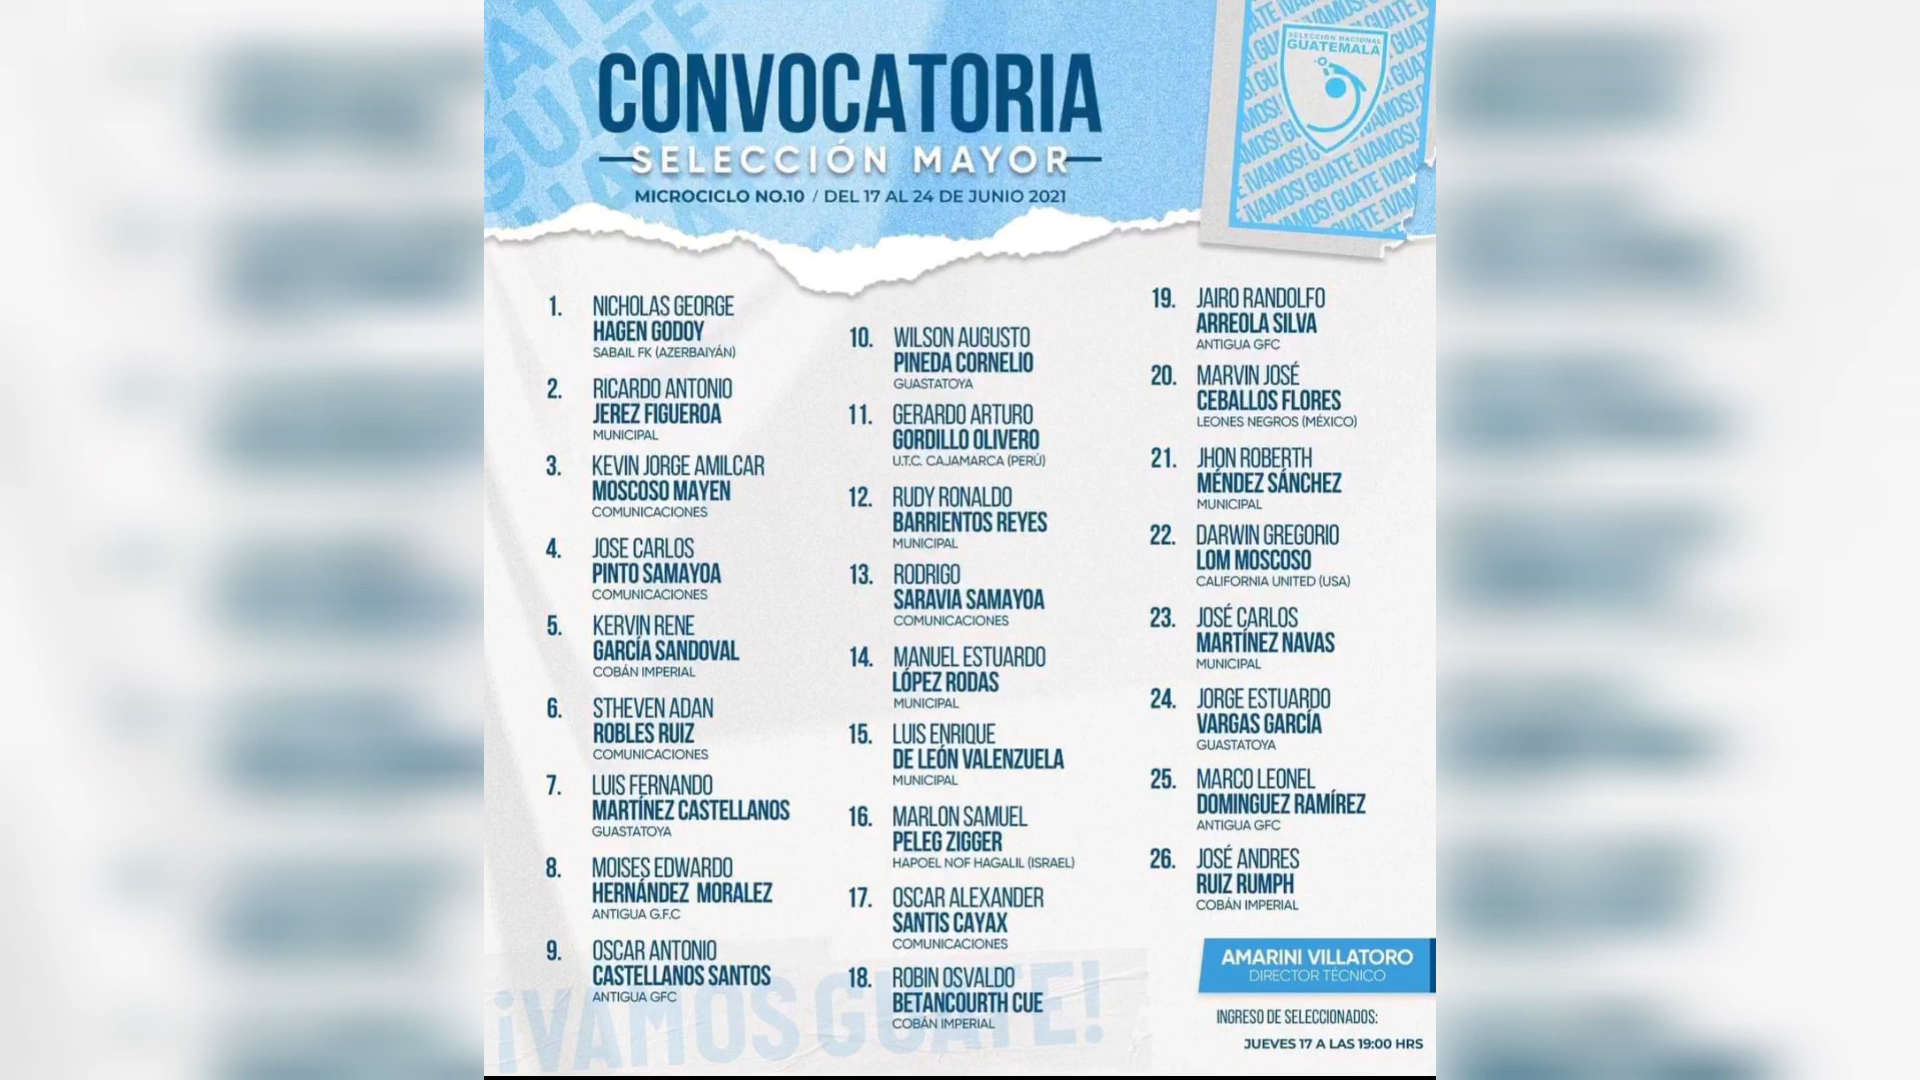 CONVOCATORIA
SELECCIÓN MAYOR
MICROCICLO NO.10 / DEL 17 AL 24 DE JUNIO 2021
SELECCIÓN NACIONAL
GUATEMALA
1. NICHOLAS GEORGE
HAGEN GODOY
SABAIL FK (AZERBAIYÁN)
2. RICARDO ANTONIO
JEREZ FIGUEROA
MUNICIPAL
3. KEVIN JORGE AMILCAR
MOSCOSO MAYEN
COMUNICACIONES
4. JOSE CARLOS
PINTO SAMAYOA
COMUNICACIONES
5. KERVIN RENE
GARCÍA SANDOVAL
COBÁN IMPERIAL
6. STHEVEN ADAN
ROBLES RUIZ
COMUNICACIONES
7. LUIS FERNANDO
MARTÍNEZ CASTELLANOS
GUASTATOYA
8. MOISES EDWARDO
HERNÁNDEZ MORALEZ
ANTIGUA G.F.C
9. OSCAR ANTONIO
CASTELLANOS SANTOS
ANTIGUA GFC
10. WILSON AUGUSTO
PINEDA CORNELIO
GUASTATOYA
11. GERARDO ARTURO
GORDILLO OLIVERO
U.T.C. CAJAMARCA (PERÚ)
12. RUDY RONALDO
BARRIENTOS REYES
MUNICIPAL
13. RODRIGO
SARAVIA SAMAYOA
COMUNICACIONES
14. MANUEL ESTUARDO
LÓPEZ RODAS
MUNICIPAL
15. LUIS ENRIQUE
DE LEÓN VALENZUELA
MUNICIPAL
16. MARLON SAMUEL
PELEG ZIGGER
HAPOEL NOF HAGALIL (ISRAEL)
17. OSCAR ALEXANDER
SANTIS CAYAX
COMUNICACIONES
18. ROBIN OSVALDO
BETANCOURTH CUE
COBÁN IMPERIAL
19. JAIRO RANDOLFO
ARREOLA SILVA
ANTIGUA GFC
20. MARVIN JOSÉ
CEBALLOS FLORES
LEONES NEGROS (MÉXICO)
21. JHON ROBERTH
MÉNDEZ SÁNCHEZ
MUNICIPAL
22. DARWIN GREGORIO
LOM MOSCOSO
CALIFORNIA UNITED (USA)
23. JOSÉ CARLOS
MARTÍNEZ NAVAS
MUNICIPAL
24. JORGE ESTUARDO
VARGAS GARCÍA
GUASTATOYA
25. MARCO LEONEL
DOMINGUEZ RAMÍREZ
ANTIGUA GFC
26. JOSÉ ANDRES
RUIZ RUMPH
COBÁN IMPERIAL
AMARINI VILLATORO
DIRECTOR TÉCNICO
INGRESO DE SELECCIONADOS:
JUEVES 17 A LAS 19:00 HRS
¡VAMOS GUATE!